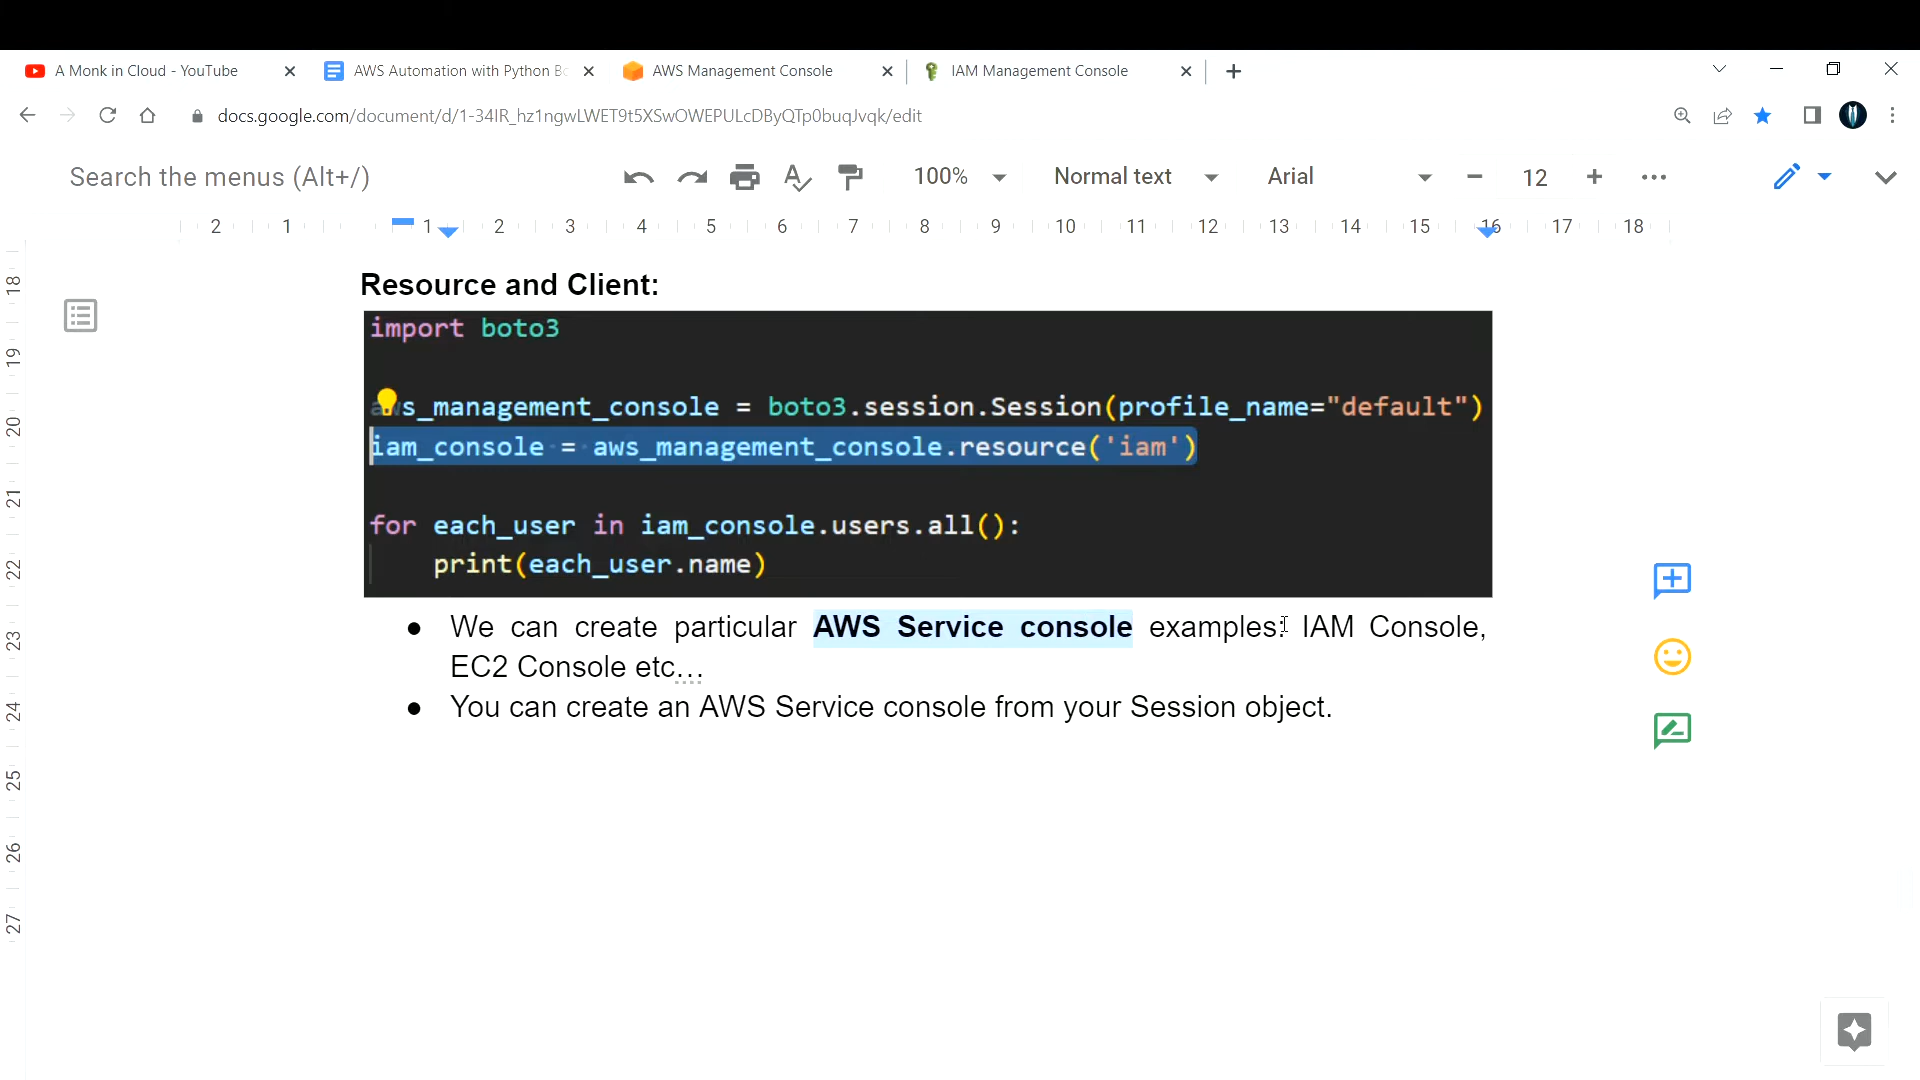 A Monk in Cloud - YouTube
AWS Automation with Python Bo
AWS Management Console
IAM Management Console
docs.google.com/document/d/1-34IR_hz1ngwLWET9t5XSwOWEPULcDByQTp0buqJvqk/edit
Search the menus (Alt+/) 100% Normal text Arial 12
2 1 1 2 3 4 5 6 7 8 9 10 11 12 13 14 15 16 17 18
18
19
20
21
22
23
24
25
26
27
Resource and Client:
import boto3
aws_management_console = boto3.session.Session(profile_name="default")
iam_console = aws_management_console.resource('iam')
for each_user in iam_console.users.all():
print(each_user.name)
● We can create particular AWS Service console examples: IAM Console,
EC2 Console etc...
● You can create an AWS Service console from your Session object.